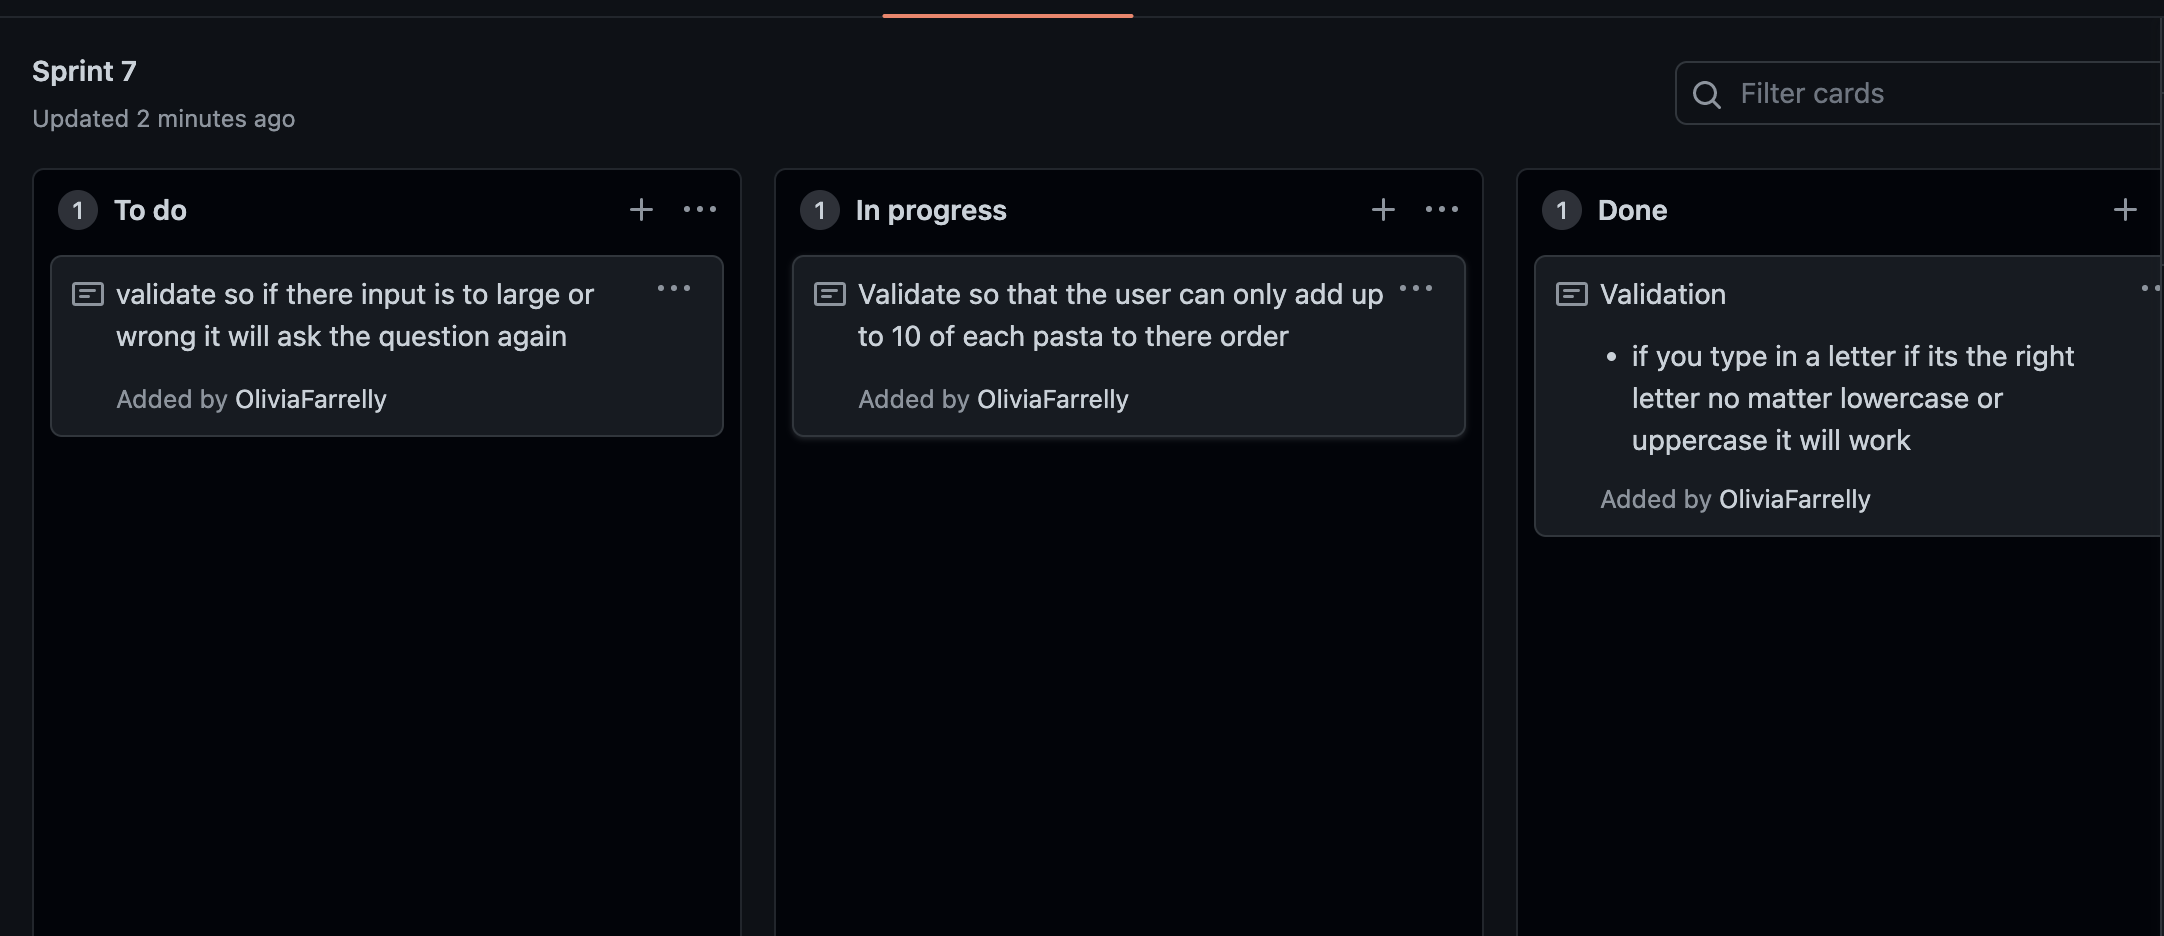 Sprint 7
Updated 2 minutes ago
Filter cards
1 To do
validate so if there input is to large or
wrong it will ask the question again
Added by OliviaFarrelly
1 In progress
Validate so that the user can only add up
to 10 of each pasta to there order
Added by OliviaFarrelly
1 Done
Validation
• if you type in a letter if its the right
letter no matter lowercase or
uppercase it will work
Added by OliviaFarrelly